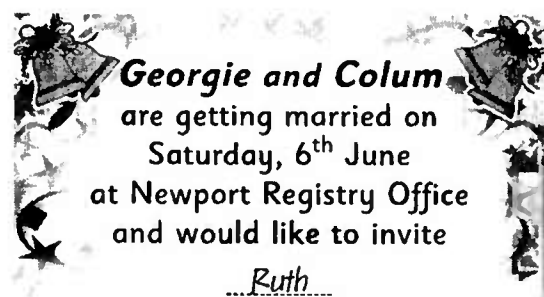 Georgie and Colum
are getting married on
Saturday, 6th June
at Newport Registry Office
and would like to invite
Ruth